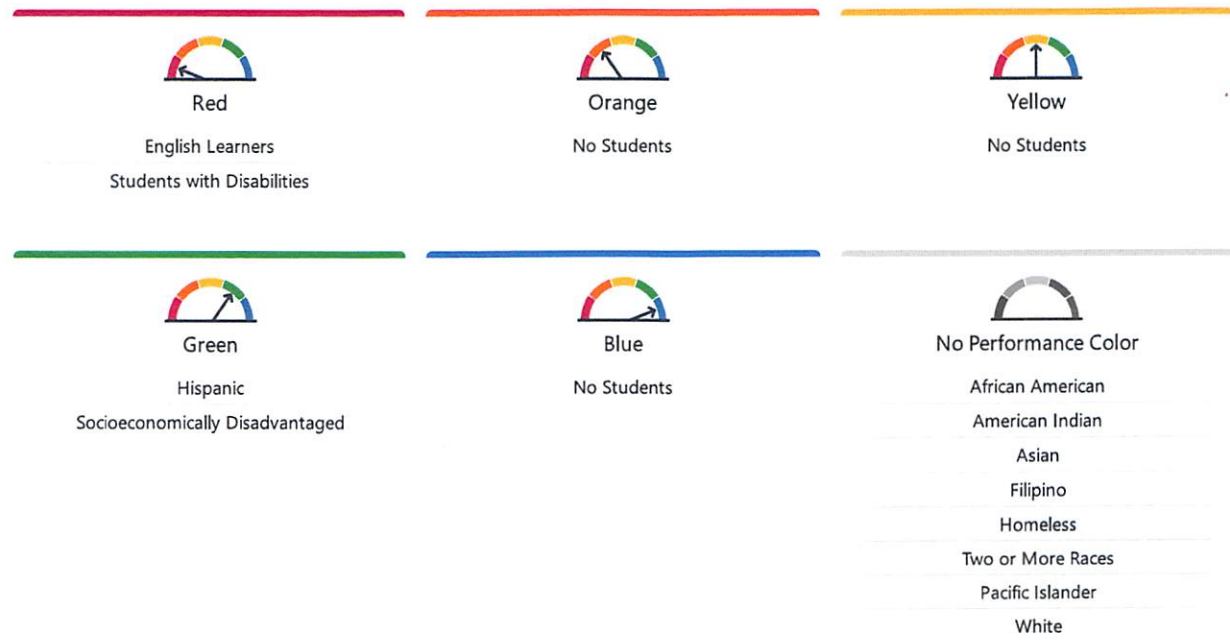 Red
English Learners
Students with Disabilities
Orange
No Students
Yellow
No Students
Green
Hispanic
Socioeconomically Disadvantaged
Blue
No Students
No Performance Color
African American
American Indian
Asian
Filipino
Homeless
Two or More Races
Pacific Islander
White